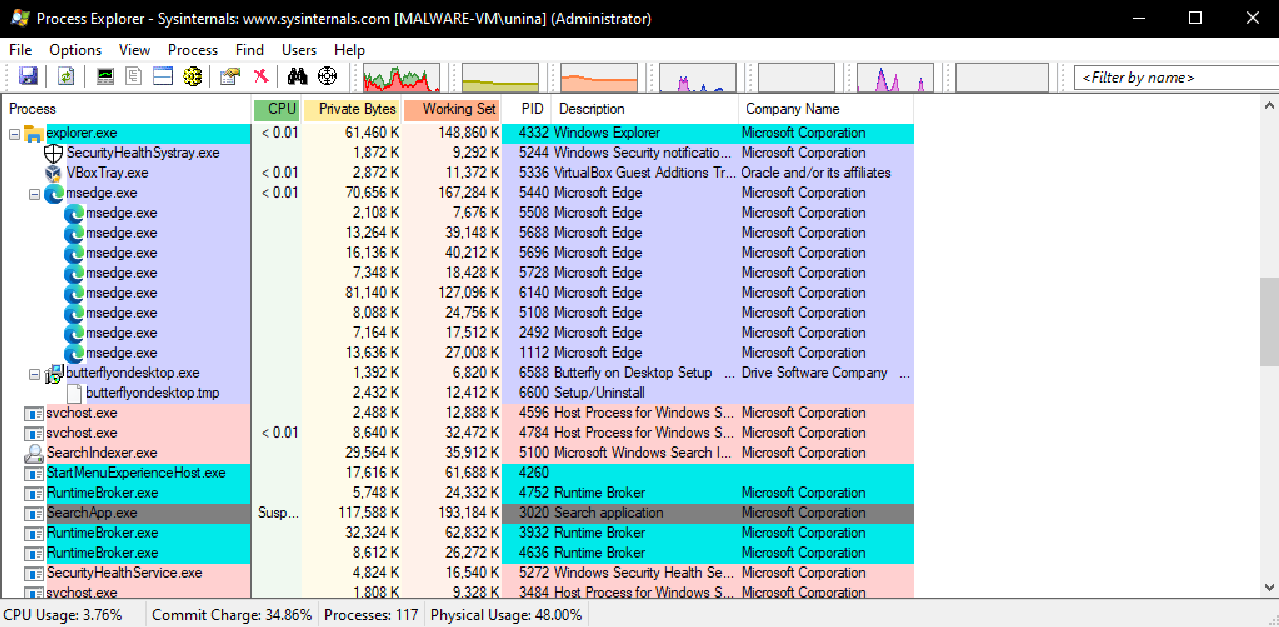 Process Explorer - Sysinternals: www.sysinternals.com [MALWARE-VM\unina] (Administrator)
File Options View Process Find Users Help
<Filter by name>
Process CPU Private Bytes Working Set PID Description Company Name
explorer.exe < 0.01 61,460 K 148,860 K 4332 Windows Explorer Microsoft Corporation
SecurityHealthSystray.exe 1,872 K 9,292 K 5244 Windows Security notificatio... Microsoft Corporation
VBoxTray.exe < 0.01 2,872 K 11,372 K 5336 VirtualBox Guest Additions Tr... Oracle and/or its affiliates
msedge.exe < 0.01 70,656 K 167,284 K 5440 Microsoft Edge Microsoft Corporation
msedge.exe 2,108 K 7,676 K 5508 Microsoft Edge Microsoft Corporation
msedge.exe 13,264 K 39,148 K 5688 Microsoft Edge Microsoft Corporation
msedge.exe 16,136 K 40,212 K 5696 Microsoft Edge Microsoft Corporation
msedge.exe 7,348 K 18,428 K 5728 Microsoft Edge Microsoft Corporation
msedge.exe 81,140 K 127,096 K 6140 Microsoft Edge Microsoft Corporation
msedge.exe 8,088 K 24,756 K 5108 Microsoft Edge Microsoft Corporation
msedge.exe 7,164 K 17,512 K 2492 Microsoft Edge Microsoft Corporation
msedge.exe 13,636 K 27,008 K 1112 Microsoft Edge Microsoft Corporation
butterflyondesktop.exe 1,392 K 6,820 K 6588 Butterfly on Desktop Setup ... Drive Software Company ...
butterflyondesktop.tmp 2,432 K 12,412 K 6600 Setup/Uninstall
svchost.exe 2,488 K 12,888 K 4596 Host Process for Windows S... Microsoft Corporation
svchost.exe < 0.01 8,640 K 32,472 K 4784 Host Process for Windows S... Microsoft Corporation
SearchIndexer.exe 29,564 K 35,912 K 5100 Microsoft Windows Search I... Microsoft Corporation
StartMenuExperienceHost.exe 17,616 K 61,688 K 4260
RuntimeBroker.exe 5,748 K 24,332 K 4752 Runtime Broker Microsoft Corporation
SearchApp.exe Susp... 117,588 K 193,184 K 3020 Search application Microsoft Corporation
RuntimeBroker.exe 32,324 K 62,832 K 3932 Runtime Broker Microsoft Corporation
RuntimeBroker.exe 8,612 K 26,272 K 4636 Runtime Broker Microsoft Corporation
SecurityHealthService.exe 4,824 K 16,540 K 5272 Windows Security Health Se... Microsoft Corporation
svchost.exe 1,808 K 9,328 K 3484 Host Process for Windows S... Microsoft Corporation
CPU Usage: 3.76% Commit Charge: 34.86% Processes: 117 Physical Usage: 48.00%